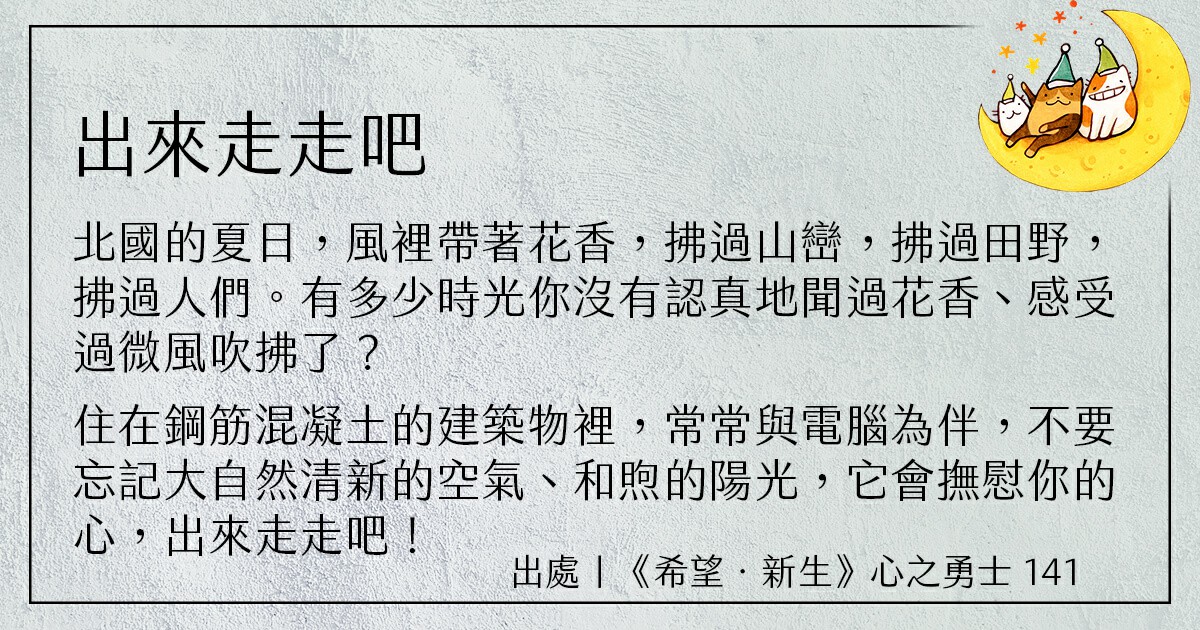 出來走走吧
北國的夏日，風裡帶著花香，拂過山巒，拂過田野，
拂過人們。有多少時光你沒有認真地聞過花香、感受
過微風吹拂了？
住在鋼筋混凝土的建築物裡，常常與電腦為伴，不要
忘記大自然清新的空氣、和煦的陽光，它會撫慰你的
心，出來走走吧！
出處｜《希望．新生》心之勇士 141